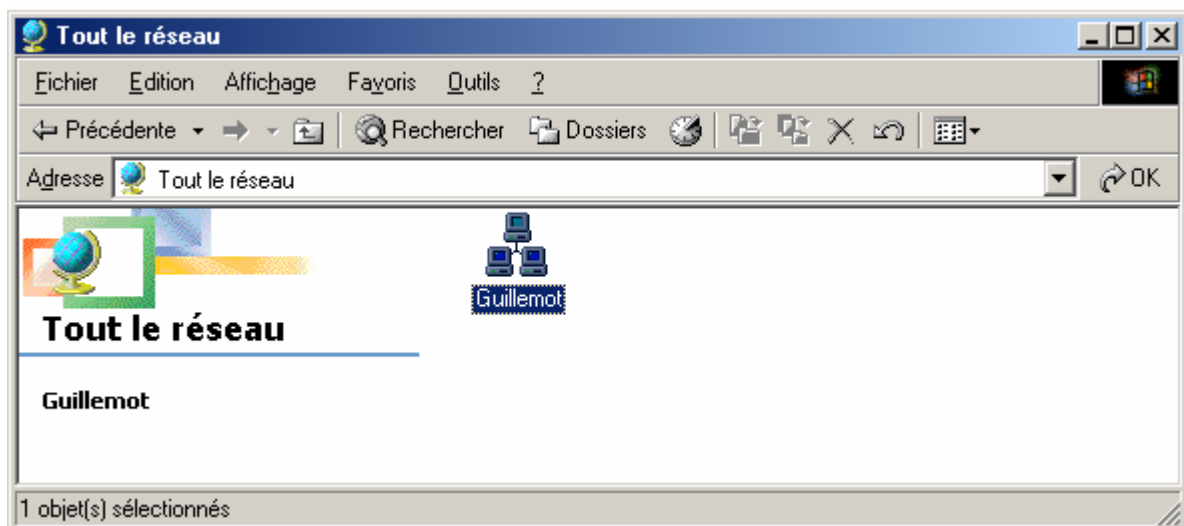 Tout le réseau
Fichier Edition Affichage Favoris Outils ?
Précédente Rechercher Dossiers
Adresse Tout le réseau OK
Guillemot
Tout le réseau
Guillemot
1 objet(s) sélectionnés